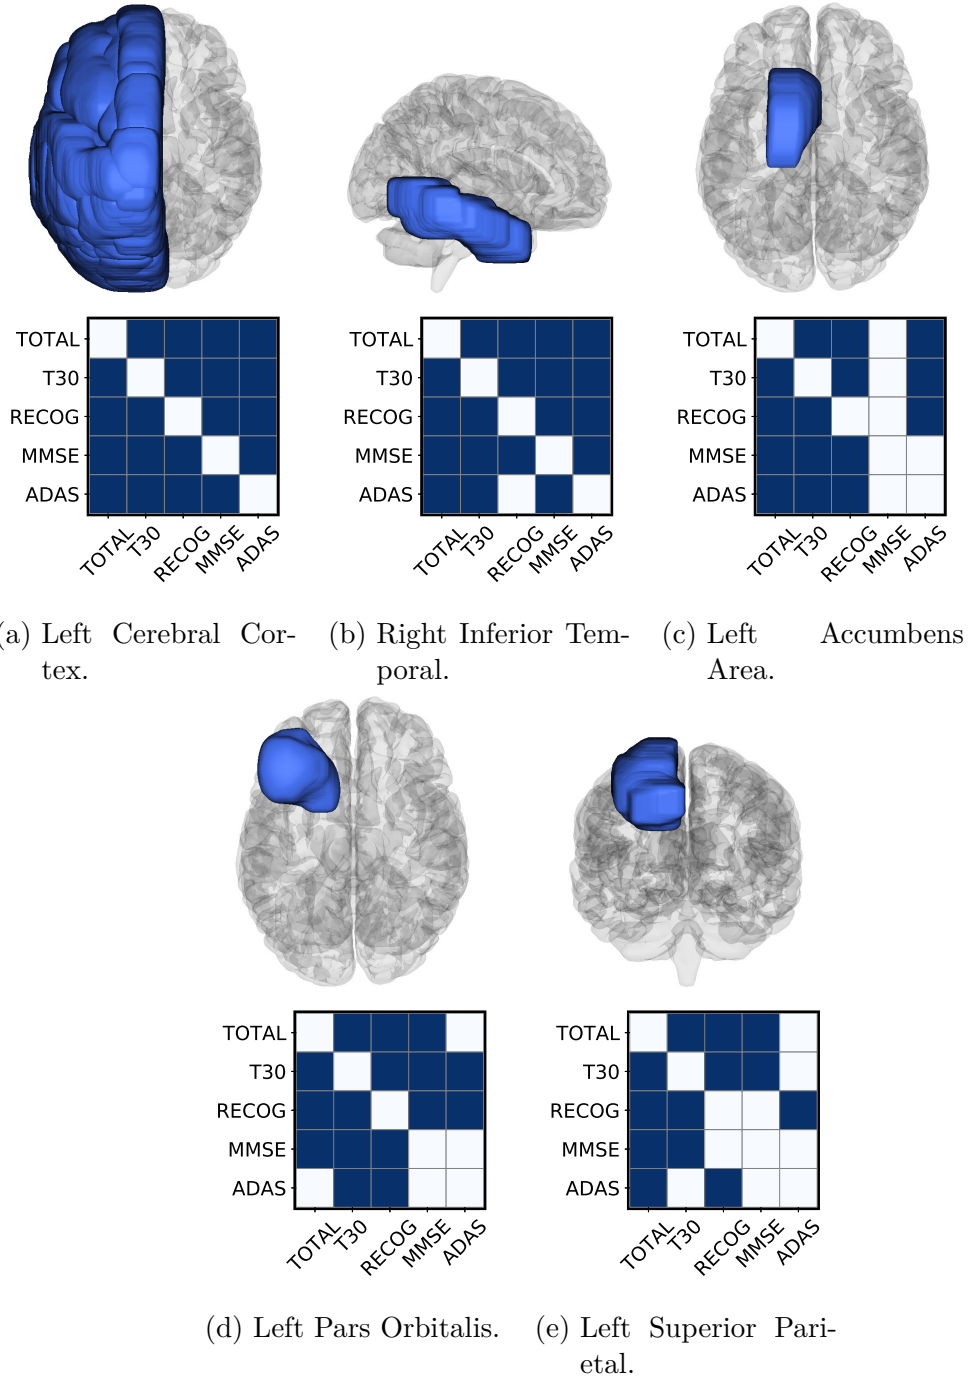 TOTAL TOTAL TOTAL
T30 T30 T30
RECOG RECOG RECOG
MMSE MMSE MMSE
ADAS ADAS ADAS
TOTAL T30 RECOG MMSE ADAS TOTAL T30 RECOG MMSE ADAS TOTAL T30 RECOG MMSE ADAS
(a) Left Cerebral Cor-
tex.
(b) Right Inferior Tem-
poral.
(c) Left Accumbens
Area.
TOTAL TOTAL
T30 T30
RECOG RECOG
MMSE MMSE
ADAS ADAS
TOTAL T30 RECOG MMSE ADAS TOTAL T30 RECOG MMSE ADAS
(d) Left Pars Orbitalis.
(e) Left Superior Pari-
etal.